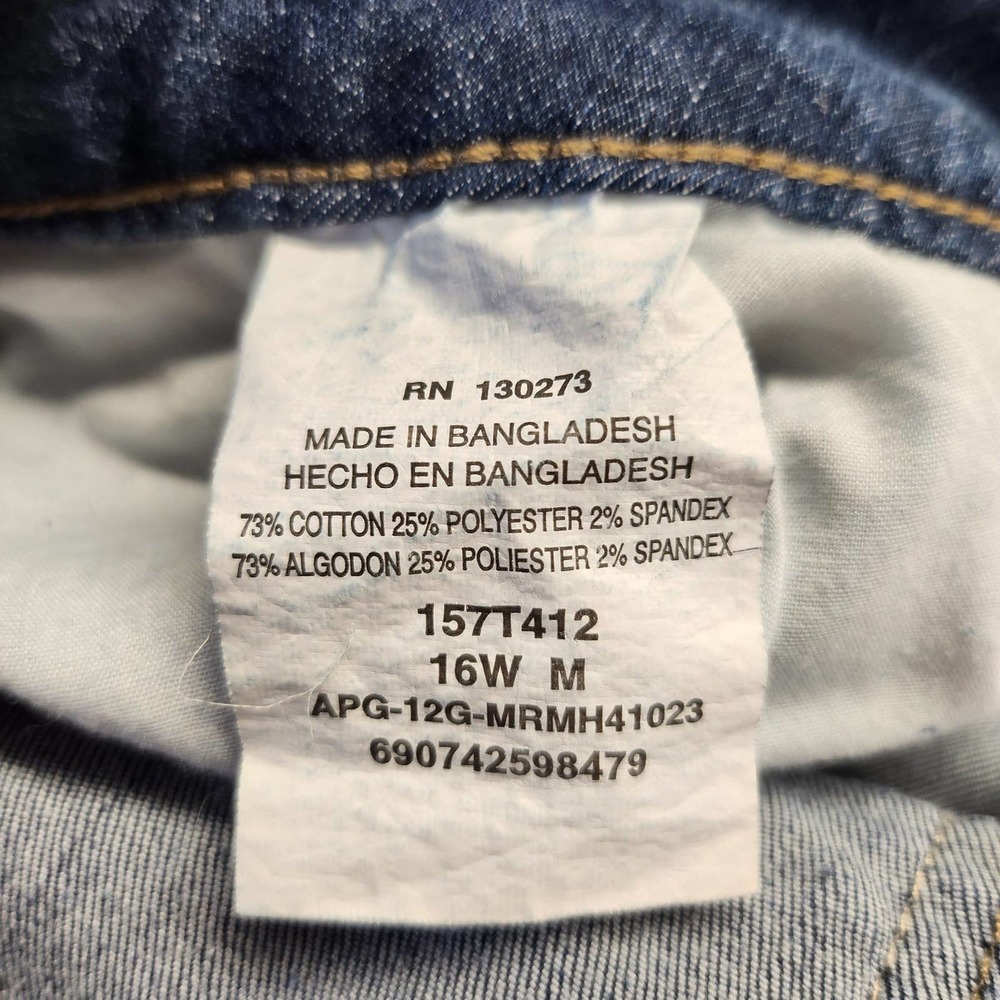 RN 130273
MADE IN BANGLADESH
HECHO EN BANGLADESH
73% COTTON 25% POLYESTER 2% SPANDEX
73% ALGODON 25% POLIESTER 2% SPANDEX
157T412
16W M
APG-12G-MRMH41023
690742598479